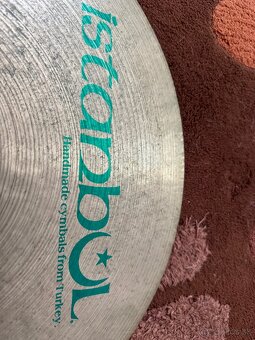 istanbUL.
Handmade cymbals from Turkey.